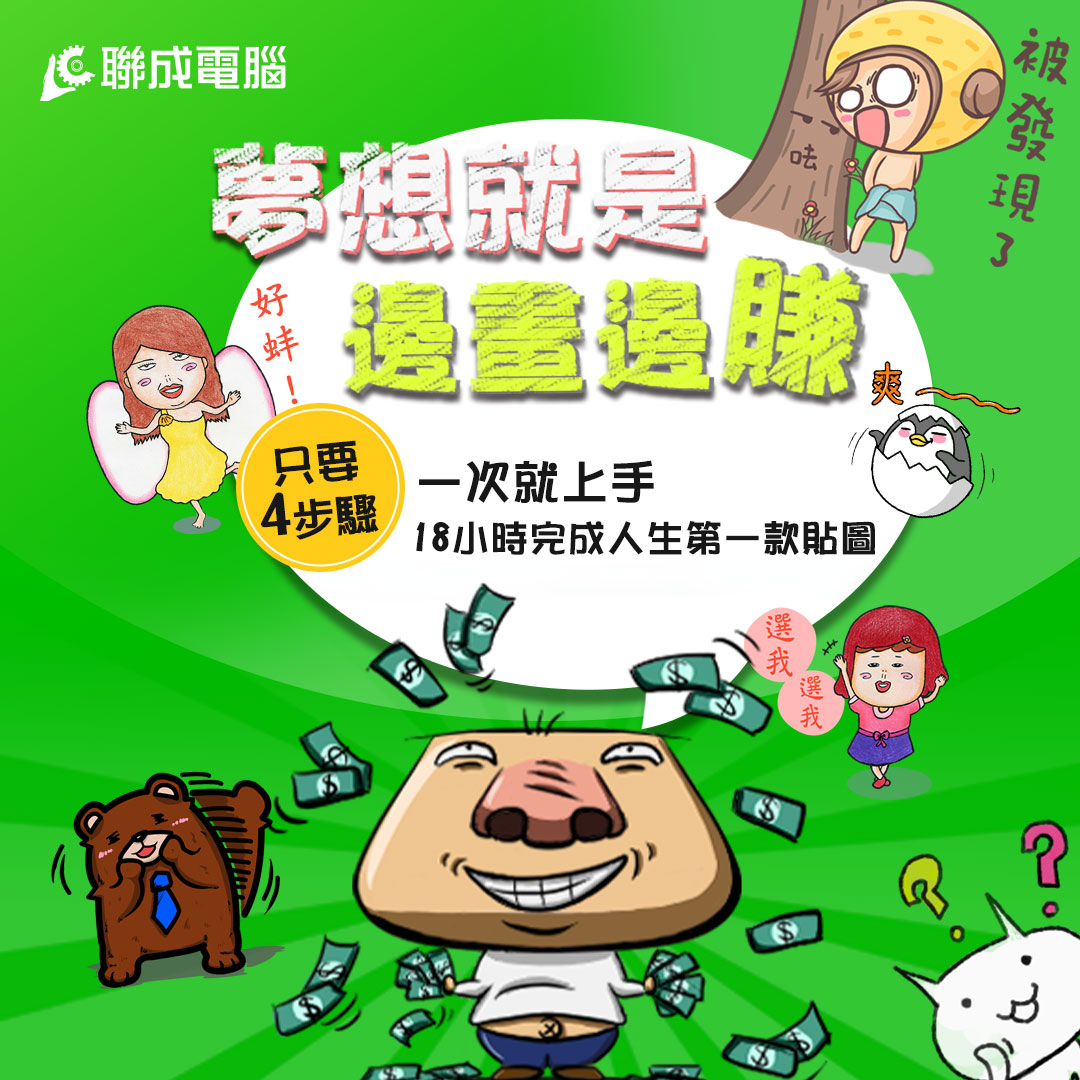 聯成電腦
被發現了
呿
夢想就是
邊畫邊賺
好蚌！
爽
只要
4步驟
一次就上手
18小時完成人生第一款貼圖
選我
選我